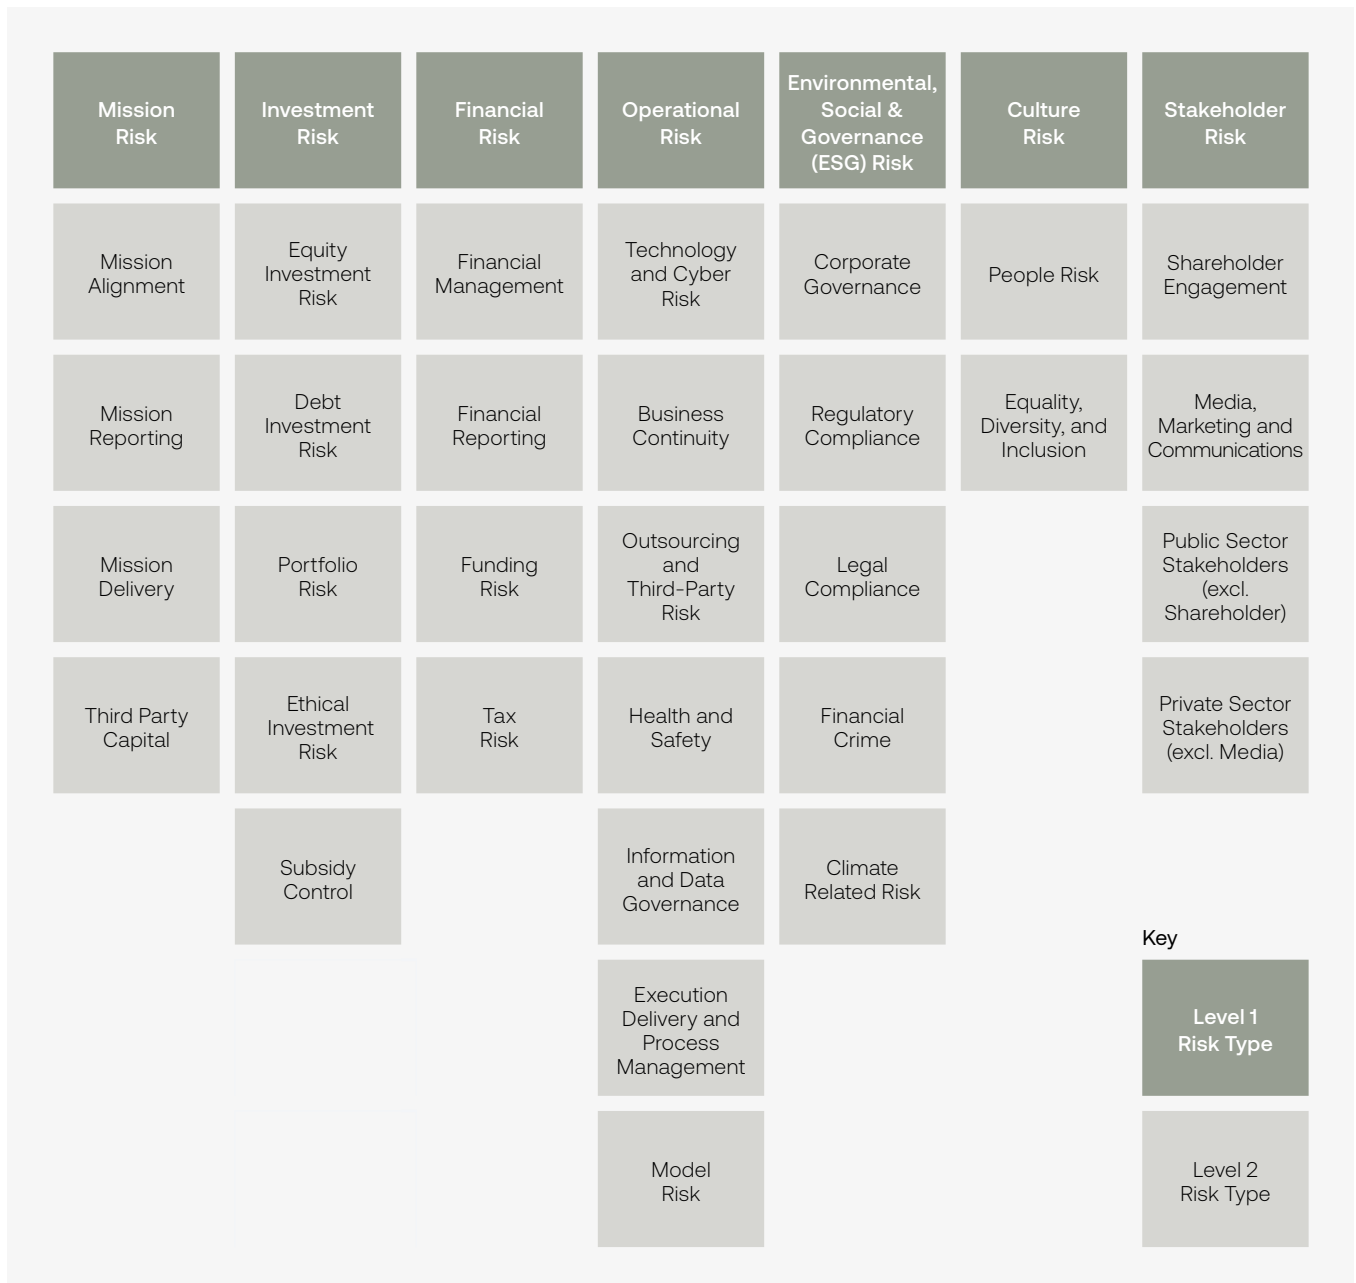 Mission
Risk
Investment
Risk
Financial
Risk
Operational
Risk
Environmental,
Social &
Governance
(ESG) Risk
Culture
Risk
Stakeholder
Risk
Mission
Alignment
Equity
Investment
Risk
Financial
Management
Technology
and Cyber
Risk
Corporate
Governance
People Risk
Shareholder
Engagement
Mission
Reporting
Debt
Investment
Risk
Financial
Reporting
Business
Continuity
Regulatory
Compliance
Equality,
Diversity, and
Inclusion
Media,
Marketing and
Communications
Mission
Delivery
Portfolio
Risk
Funding
Risk
Outsourcing
and
Third-Party
Risk
Legal
Compliance
Public Sector
Stakeholders
(excl.
Shareholder)
Third Party
Capital
Ethical
Investment
Risk
Tax
Risk
Health and
Safety
Financial
Crime
Private Sector
Stakeholders
(excl. Media)
Subsidy
Control
Information
and Data
Governance
Climate
Related Risk
Execution
Delivery and
Process
Management
Model
Risk
Key
Level 1
Risk Type
Level 2
Risk Type